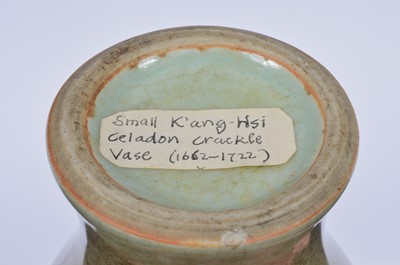 Small K'ang-Hsi
Celadon crackle
Vase (1662-1722)